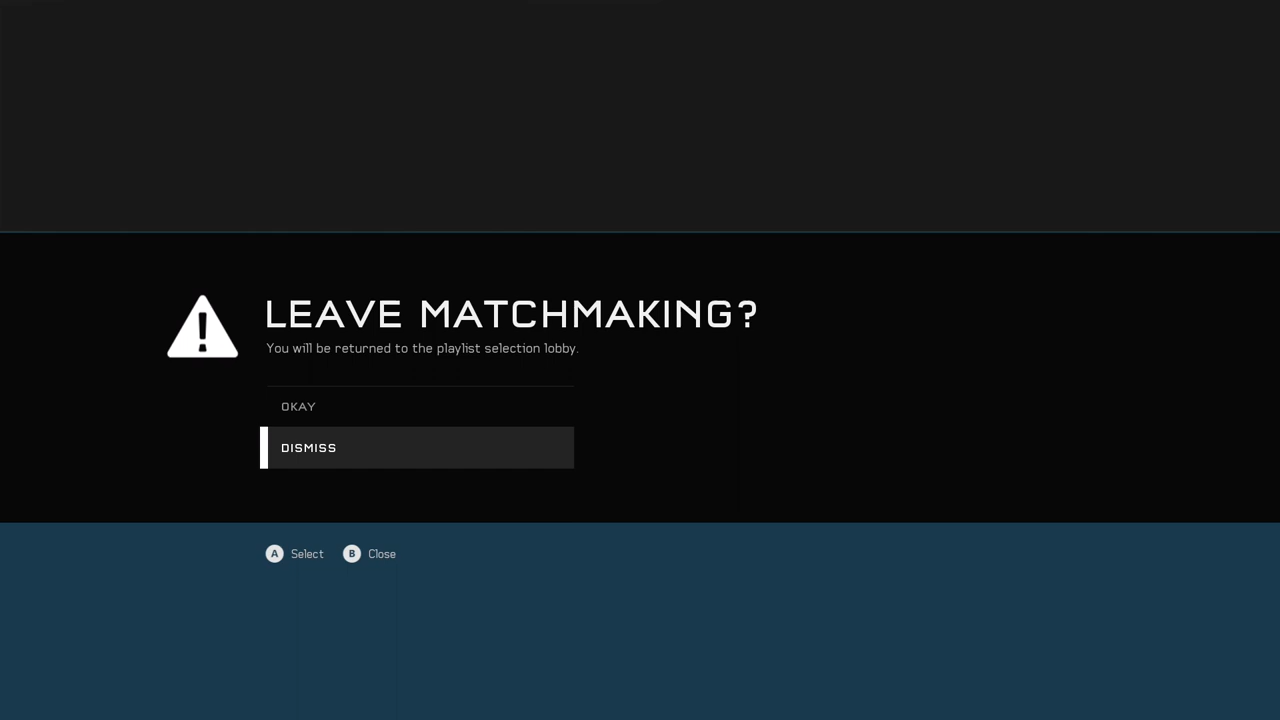 LEAVE MATCHMAKING?
You will be returned to the playlist selection lobby.
OKAY
DISMISS
A Select B Close